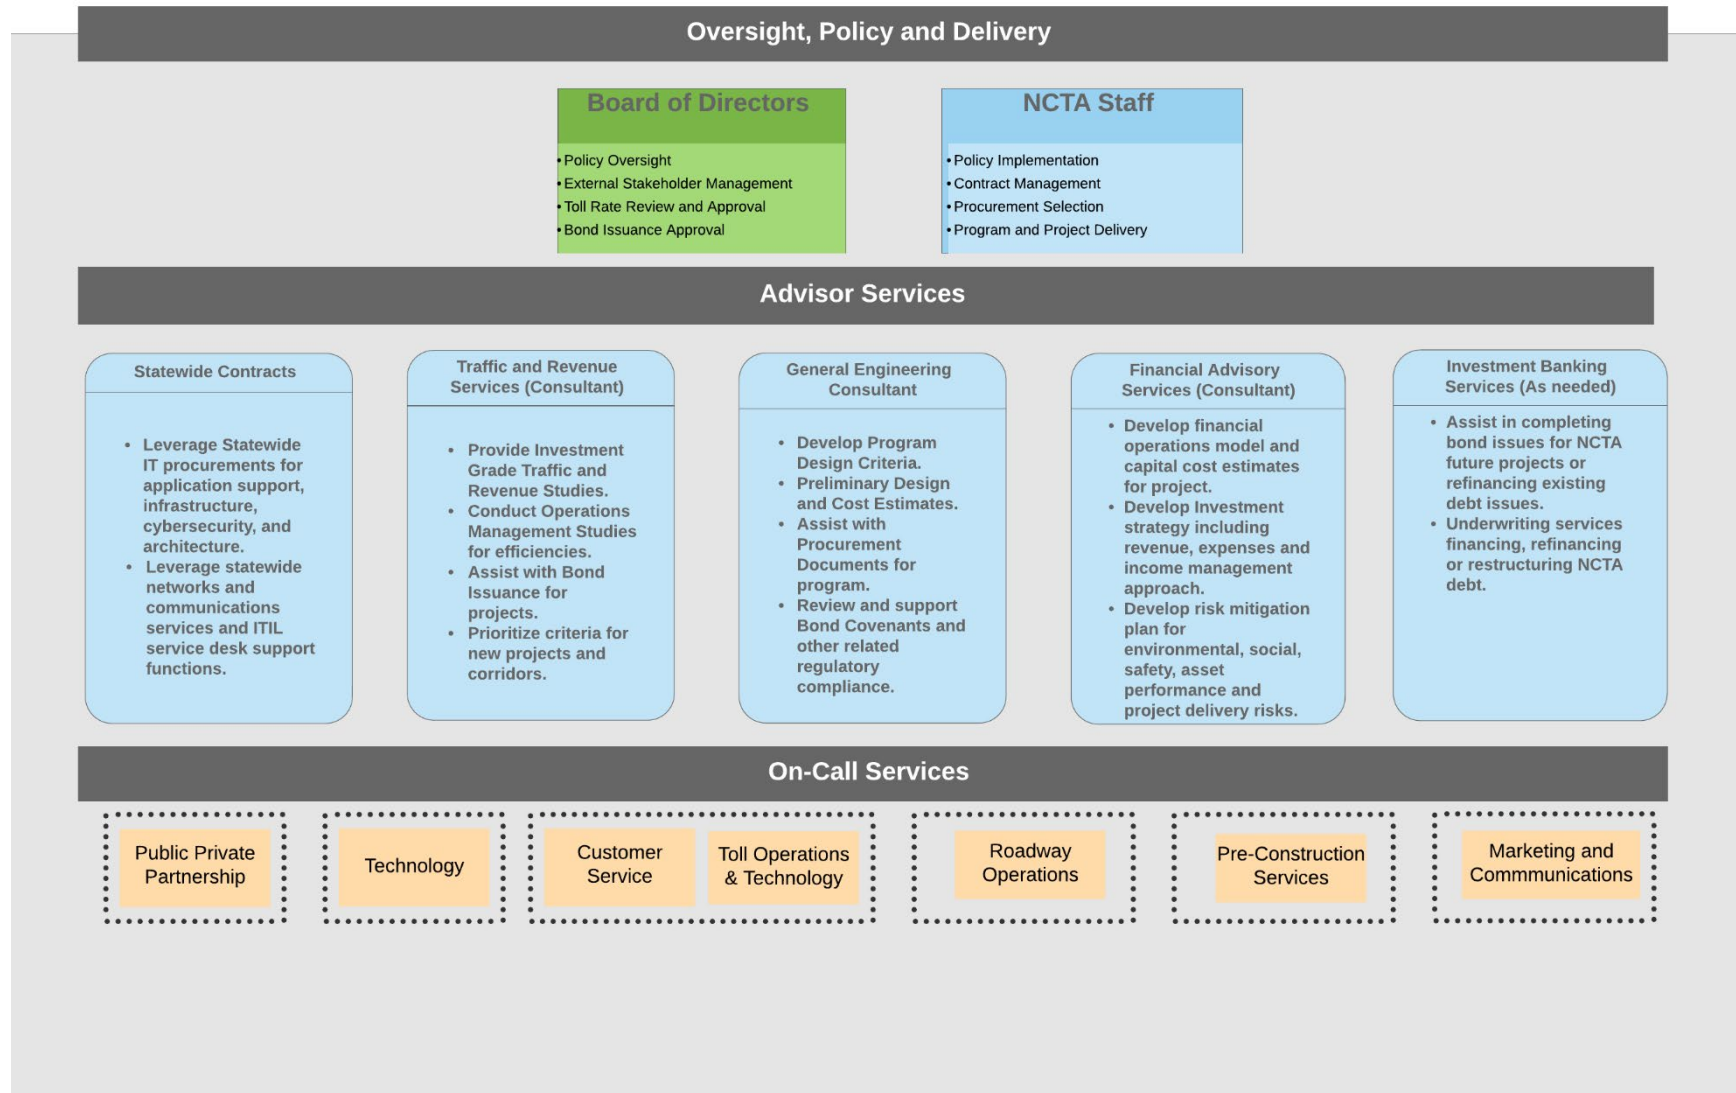 Oversight, Policy and Delivery
Board of Directors
• Policy Oversight
• External Stakeholder Management
• Toll Rate Review and Approval
• Bond Issuance Approval
NCTA Staff
• Policy Implementation
• Contract Management
• Procurement Selection
• Program and Project Delivery
Advisor Services
Statewide Contracts
• Leverage Statewide
IT procurements for
application support,
infrastructure,
cybersecurity, and
architecture.
• Leverage statewide
networks and
communications
services and ITIL
service desk support
functions.
Traffic and Revenue
Services (Consultant)
• Provide Investment
Grade Traffic and
Revenue Studies.
• Conduct Operations
Management Studies
for efficiencies.
• Assist with Bond
Issuance for
projects.
• Prioritize criteria for
new projects and
corridors.
General Engineering
Consultant
• Develop Program
Design Criteria.
• Preliminary Design
and Cost Estimates.
• Assist with
Procurement
Documents for
program.
• Review and support
Bond Covenants and
other related
regulatory
compliance.
Financial Advisory
Services (Consultant)
• Develop financial
operations model and
capital cost estimates
for project.
• Develop Investment
strategy including
revenue, expenses and
income management
approach.
• Develop risk mitigation
plan for
environmental, social,
safety, asset
performance and
project delivery risks.
Investment Banking
Services (As needed)
• Assist in completing
bond issues for NCTA
future projects or
refinancing existing
debt issues.
• Underwriting services
financing, refinancing
or restructuring NCTA
debt.
On-Call Services
Public Private
Partnership
Technology
Customer
Service
Toll Operations
& Technology
Roadway
Operations
Pre-Construction
Services
Marketing and
Commmunications